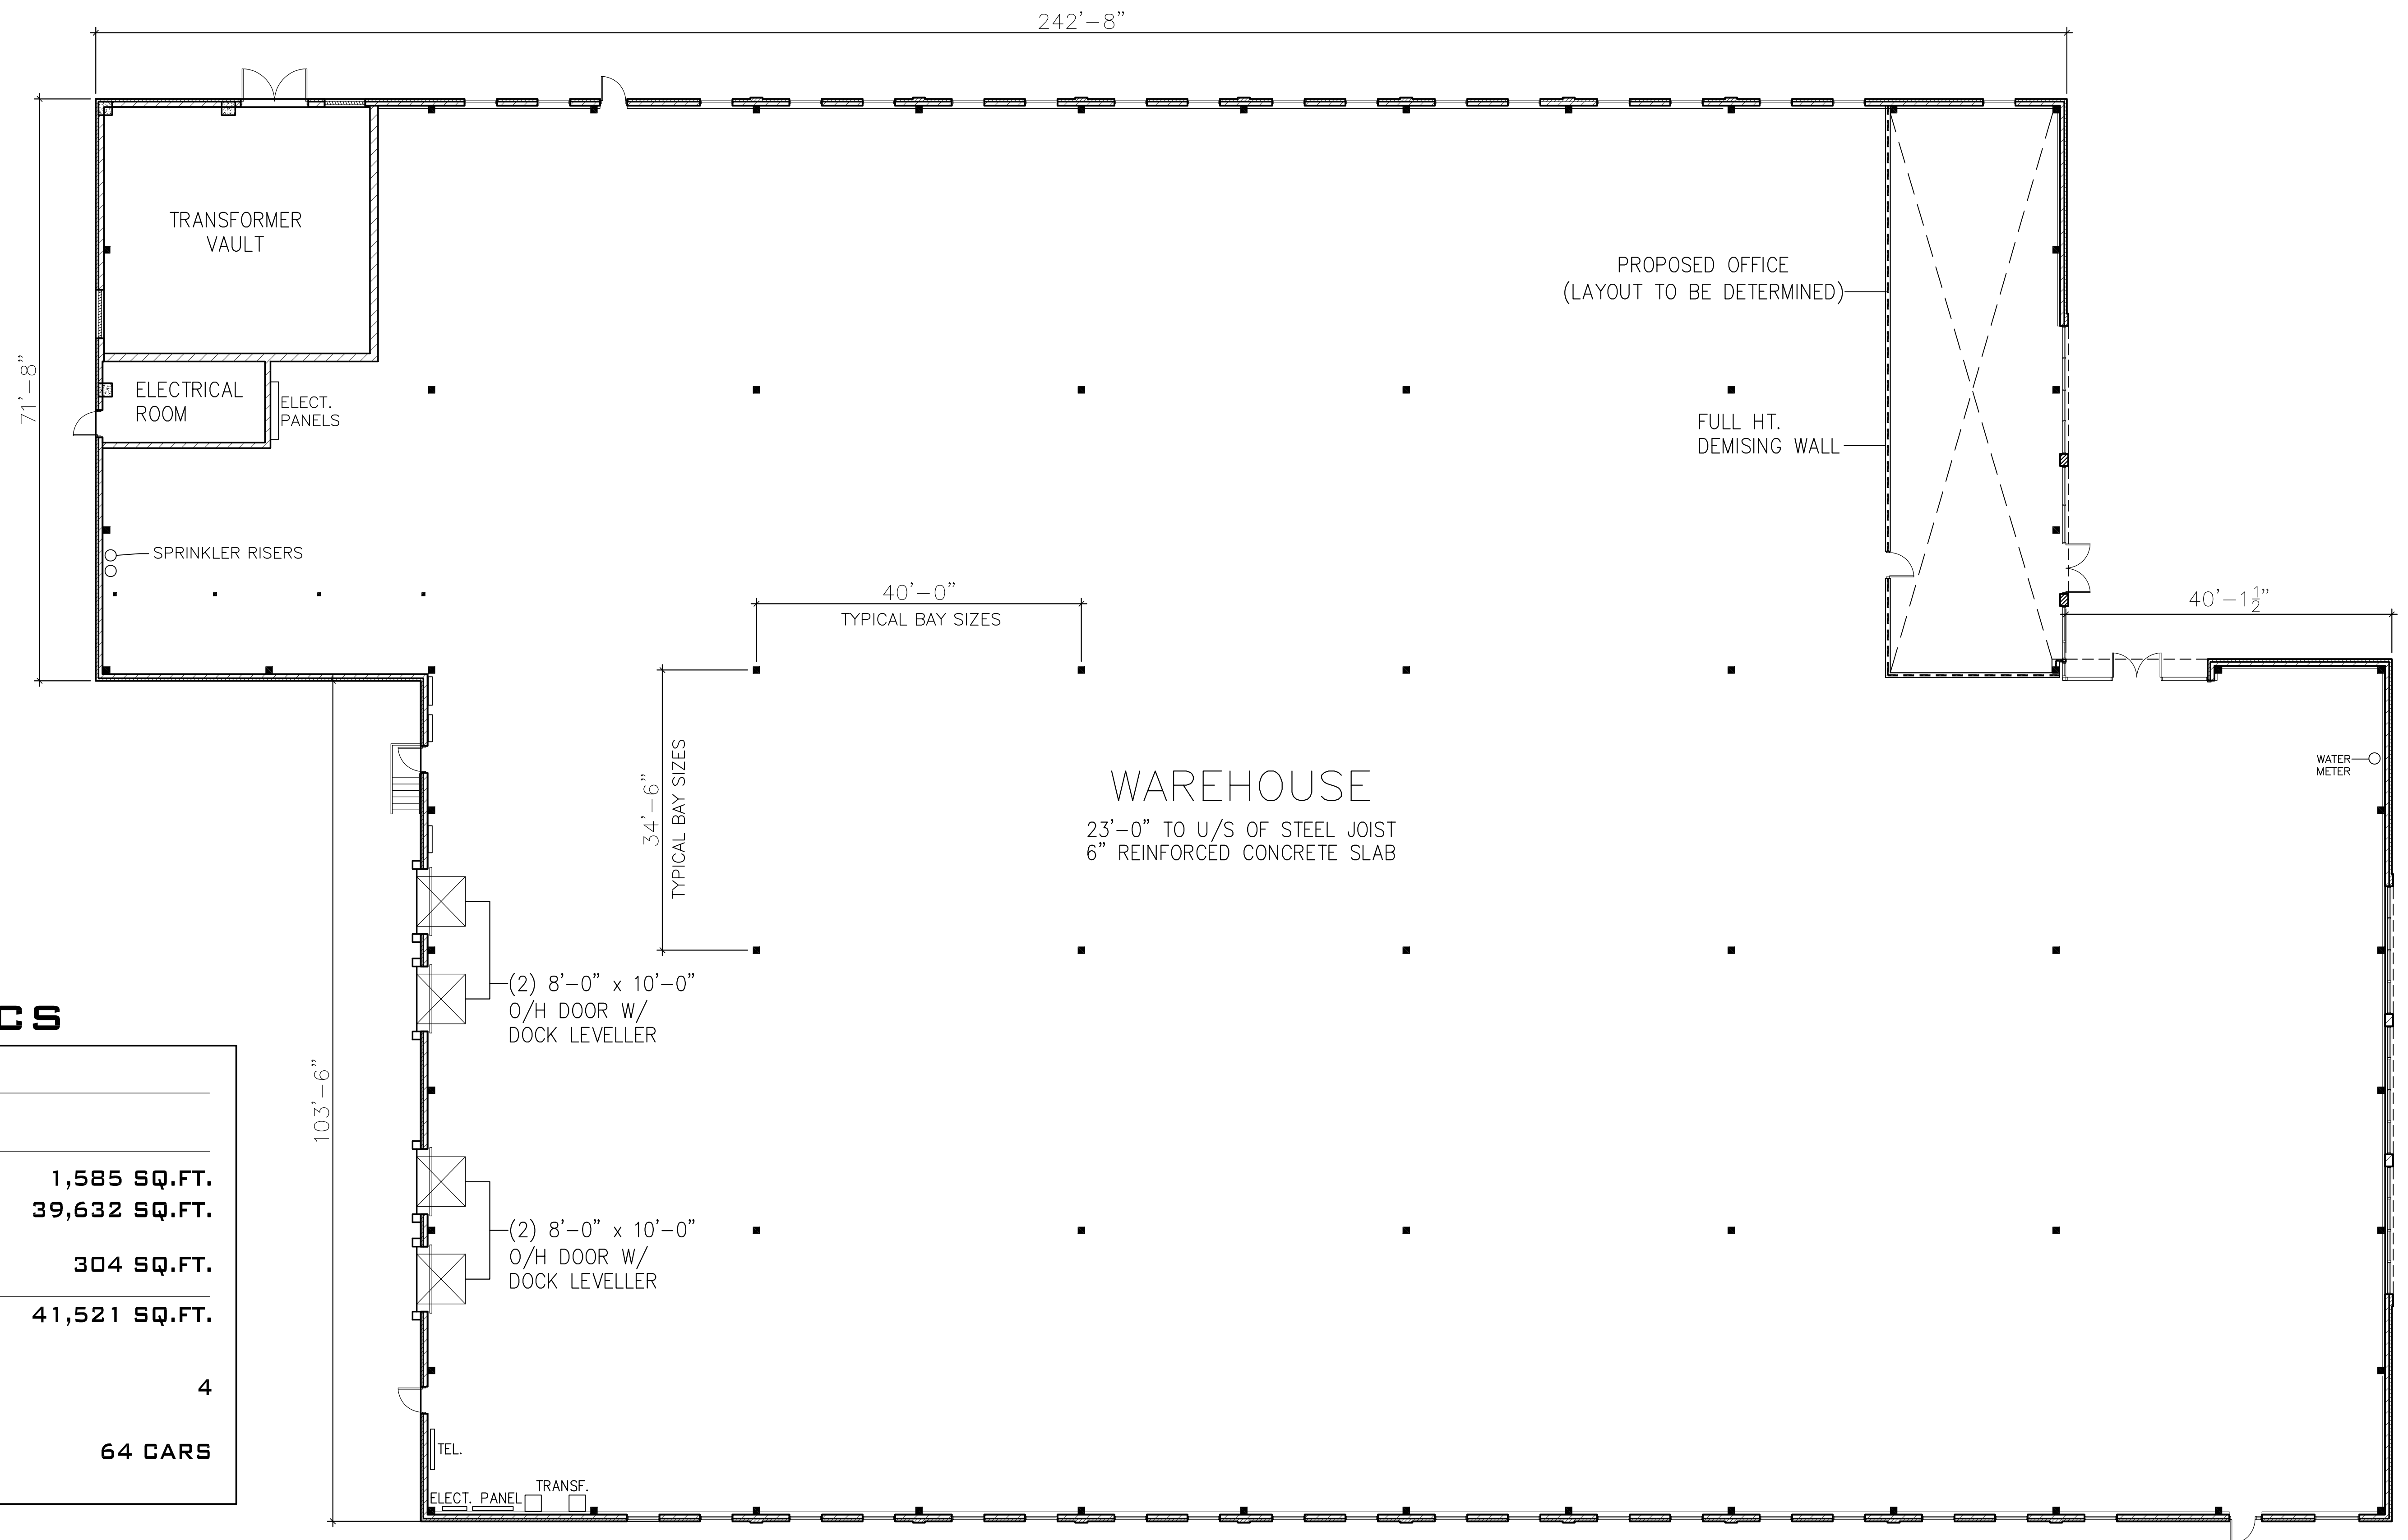 242'-8"
TRANSFORMER
VAULT
PROPOSED OFFICE
(LAYOUT TO BE DETERMINED)
71'-8"
ELECTRICAL
ROOM
ELECT.
PANELS
FULL HT.
DEMISING WALL
SPRINKLER RISERS
40'-0"
TYPICAL BAY SIZES
40'-1½"
34'-6"
TYPICAL BAY SIZES
WAREHOUSE
23'-0" TO U/S OF STEEL JOIST
6" REINFORCED CONCRETE SLAB
WATER
METER
(2) 8'-0" x 10'-0"
O/H DOOR W/
DOCK LEVELLER
103'-6"
(2) 8'-0" x 10'-0"
O/H DOOR W/
DOCK LEVELLER
TEL.
ELECT. PANEL
TRANSF.
CS
1,585 SQ.FT.
39,632 SQ.FT.
304 SQ.FT.
41,521 SQ.FT.
4
64 CARS